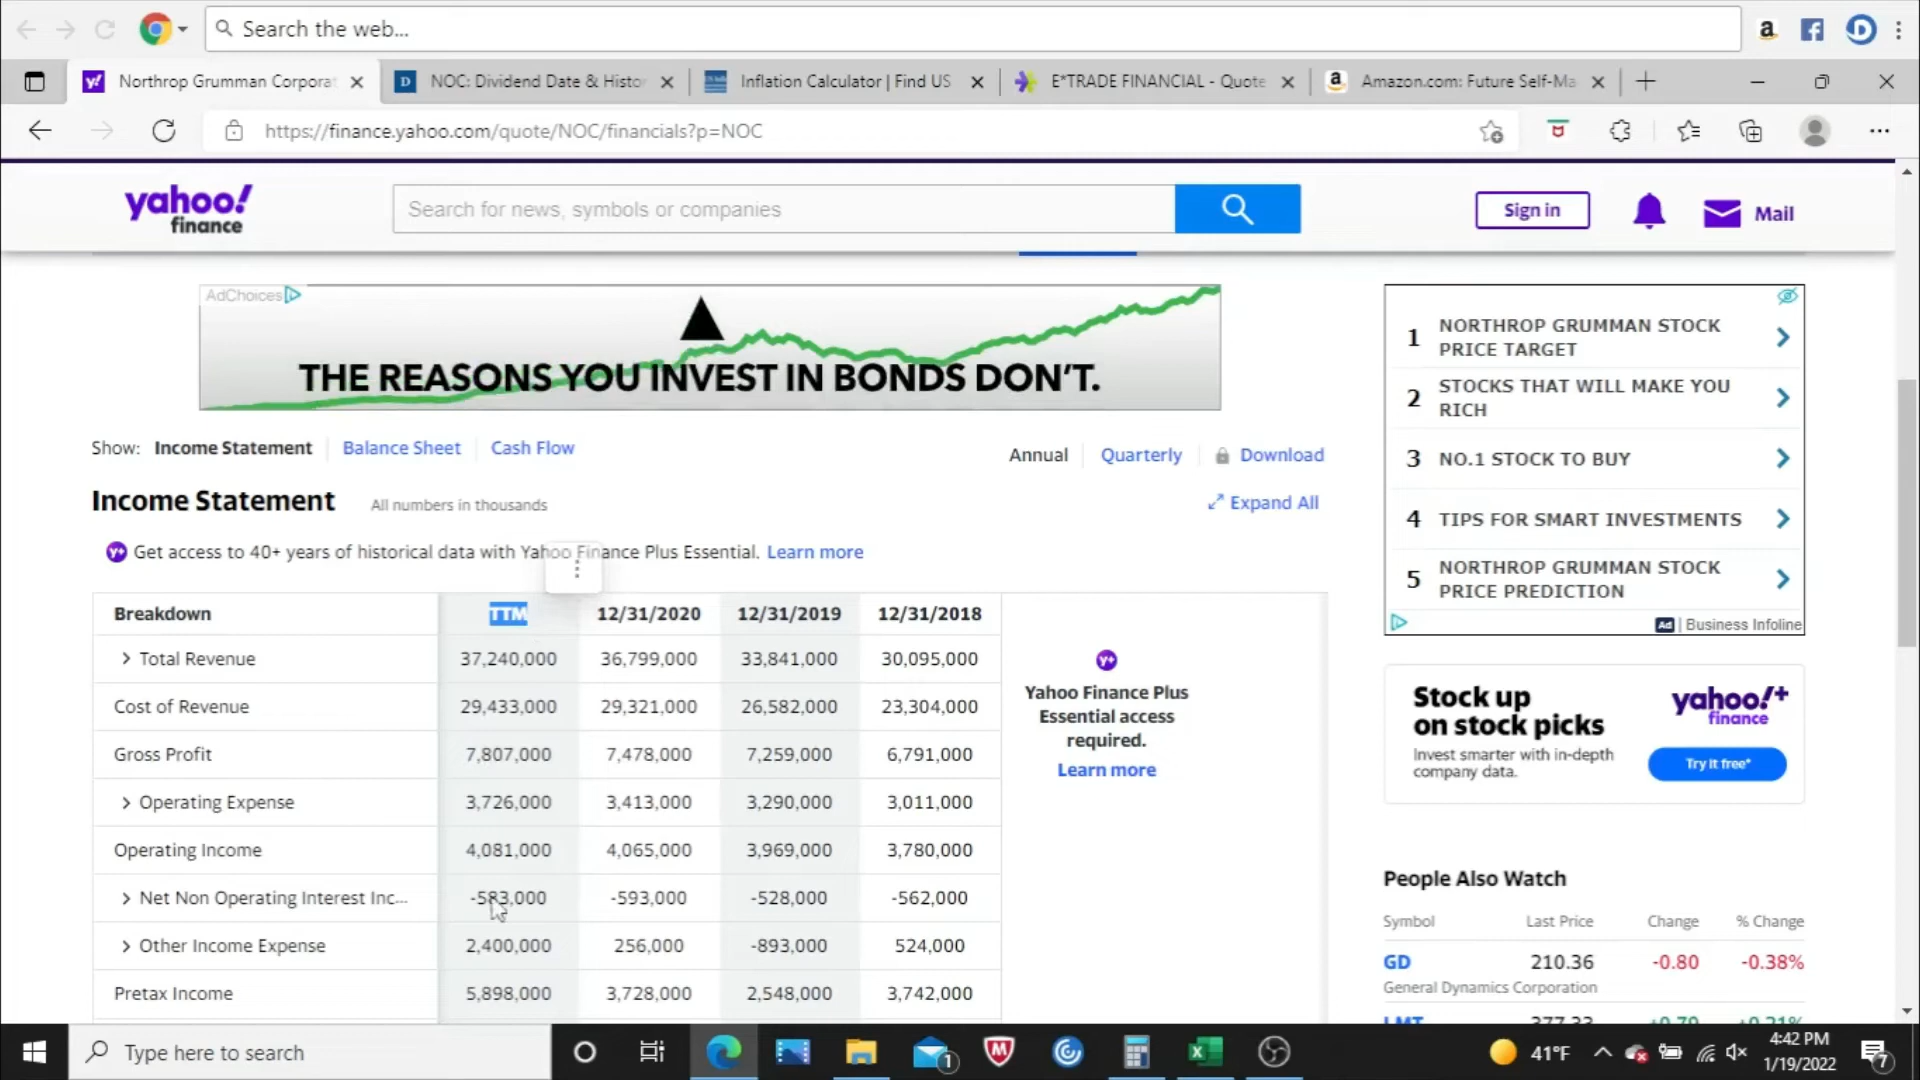 Search the web...
a
Northrop Grumman Corporat
D NOC: Dividend Date & Histor
Inflation Calculator | Find US
E*TRADE FINANCIAL - Quote
a Amazon.com: Future Self-Ma
https://finance.yahoo.com/quote/NOC/financials?p=NOC
yahoo!
finance
Search for news, symbols or companies
Sign in
Mail
AdChoices
THE REASONS YOU INVEST IN BONDS DON'T.
Show: Income Statement Balance Sheet Cash Flow
Annual Quarterly Download
Income Statement All numbers in thousands
Expand All
y+ Get access to 40+ years of historical data with Yahoo Finance Plus Essential. Learn more
Breakdown TTM 12/31/2020 12/31/2019 12/31/2018
Total Revenue 37,240,000 36,799,000 33,841,000 30,095,000
Cost of Revenue 29,433,000 29,321,000 26,582,000 23,304,000
Gross Profit 7,807,000 7,478,000 7,259,000 6,791,000
Operating Expense 3,726,000 3,413,000 3,290,000 3,011,000
Operating Income 4,081,000 4,065,000 3,969,000 3,780,000
Net Non Operating Interest Inc... -583,000 -593,000 -528,000 -562,000
Other Income Expense 2,400,000 256,000 -893,000 524,000
Pretax Income 5,898,000 3,728,000 2,548,000 3,742,000
y+
Yahoo Finance Plus
Essential access
required.
Learn more
1 NORTHROP GRUMMAN STOCK
PRICE TARGET
2 STOCKS THAT WILL MAKE YOU
RICH
3 NO.1 STOCK TO BUY
4 TIPS FOR SMART INVESTMENTS
5 NORTHROP GRUMMAN STOCK
PRICE PREDICTION
Ad | Business Infoline
Stock up
on stock picks
Invest smarter with in-depth
company data.
yahoo!+
finance
Try it free*
People Also Watch
Symbol Last Price Change % Change
GD 210.36 -0.80 -0.38%
General Dynamics Corporation
LMT 377.33 +0.79 +0.21%
Type here to search
1
41°F
4:42 PM
1/19/2022
7